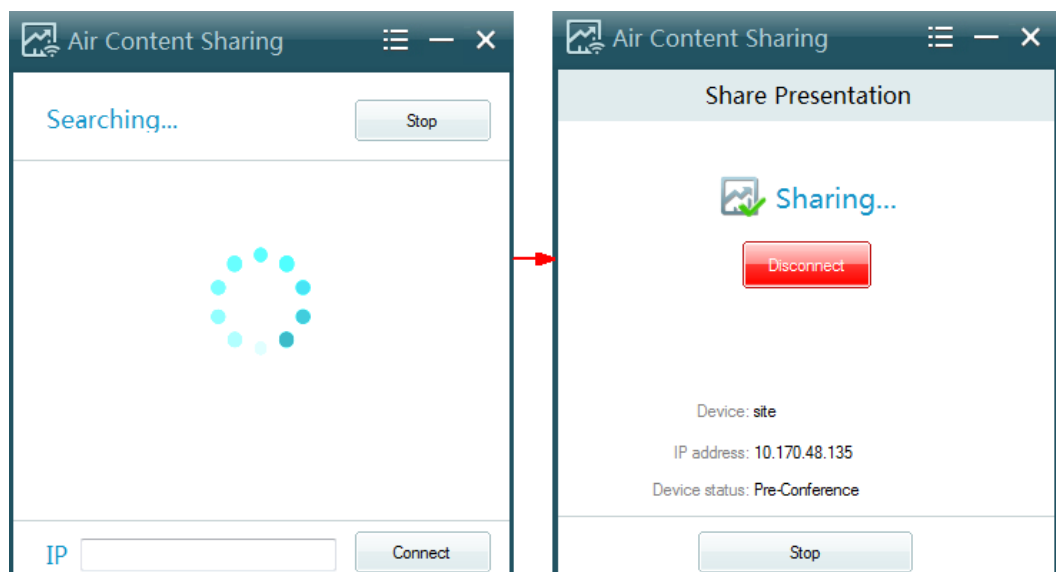 Air Content Sharing
Searching...
Stop
IP
Connect
Air Content Sharing
Share Presentation
Sharing...
Disconnect
Device: site
IP address: 10.170.48.135
Device status: Pre-Conference
Stop